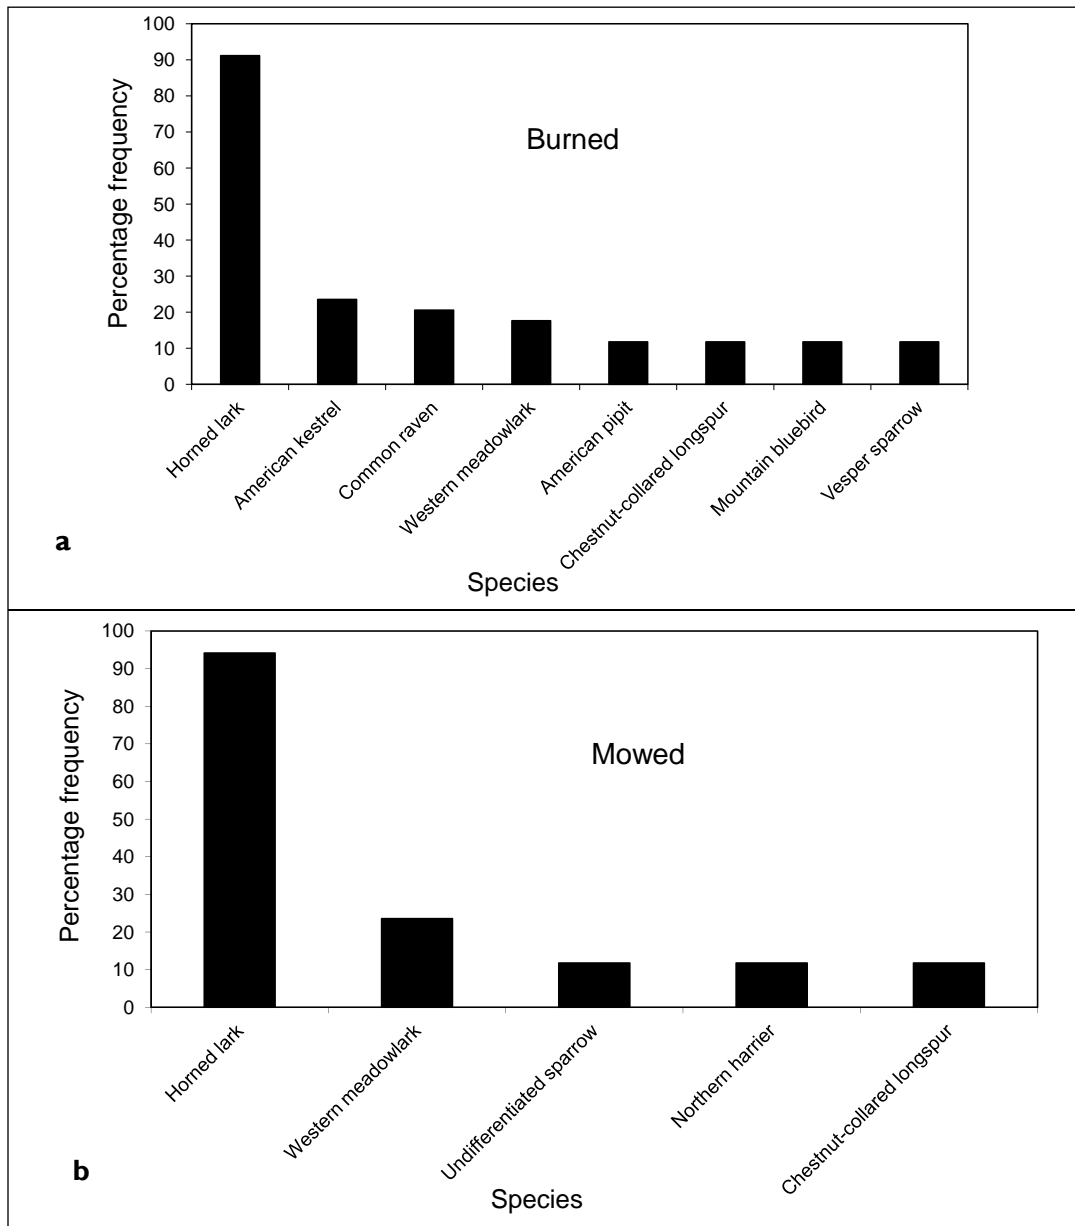 100
90
80
70
60
50
40
30
20
10
0
Percentage frequency
Burned
Horned lark
American kestrel
Common raven
Western meadowlark
American pipit
Chestnut-collared longspur
Mountain bluebird
Vesper sparrow
a
Species
100
90
80
70
60
50
40
30
20
10
0
Percentage frequency
Mowed
Horned lark
Western meadowlark
Undifferentiated sparrow
Northern harrier
Chestnut-collared longspur
b
Species